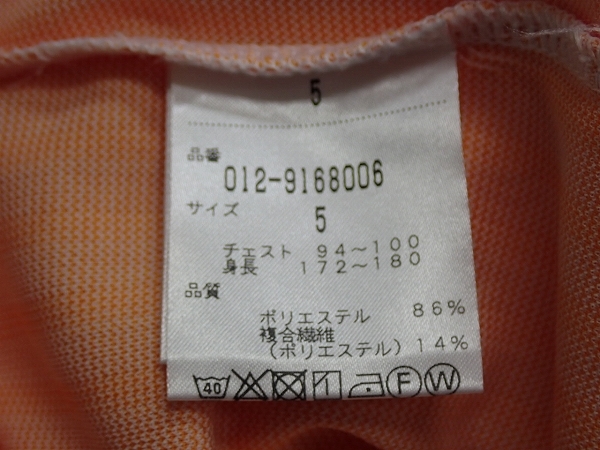 5
品番
012-9168006
サイズ
5
チェスト 94～100
身長 172～180
品質
ポリエステル 86%
複合繊維
(ポリエステル) 14%
40 F W